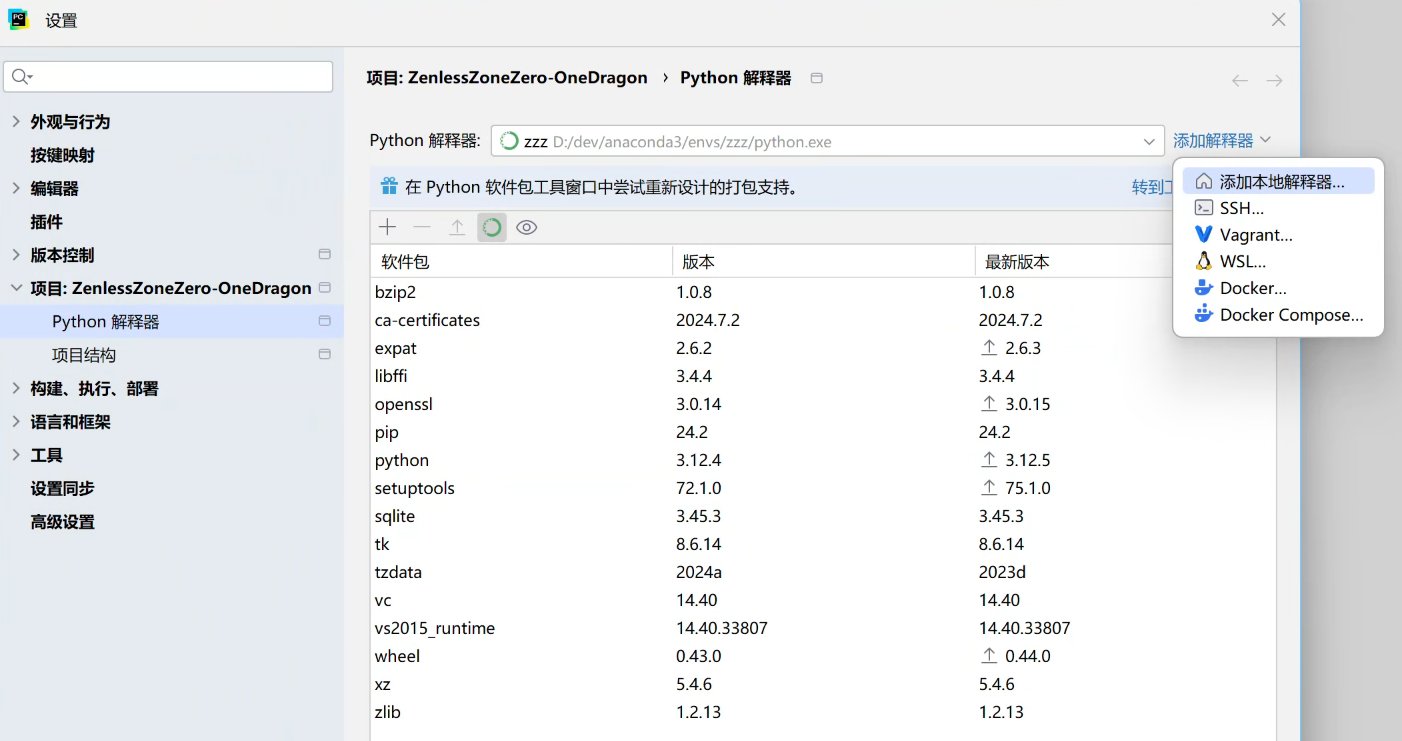 PC
设置
项目: ZenlessZoneZero-OneDragon › Python 解释器
外观与行为
按键映射
编辑器
插件
版本控制
项目: ZenlessZoneZero-OneDragon
Python 解释器
项目结构
构建、执行、部署
语言和框架
工具
设置同步
高级设置
Python 解释器: zzz D:/dev/anaconda3/envs/zzz/python.exe 添加解释器
在 Python 软件包工具窗口中尝试重新设计的打包支持。 转到工
添加本地解释器...
SSH...
Vagrant...
WSL...
Docker...
Docker Compose...
软件包 版本 最新版本
bzip2 1.0.8 1.0.8
ca-certificates 2024.7.2 2024.7.2
expat 2.6.2 2.6.3
libffi 3.4.4 3.4.4
openssl 3.0.14 3.0.15
pip 24.2 24.2
python 3.12.4 3.12.5
setuptools 72.1.0 75.1.0
sqlite 3.45.3 3.45.3
tk 8.6.14 8.6.14
tzdata 2024a 2023d
vc 14.40 14.40
vs2015_runtime 14.40.33807 14.40.33807
wheel 0.43.0 0.44.0
xz 5.4.6 5.4.6
zlib 1.2.13 1.2.13